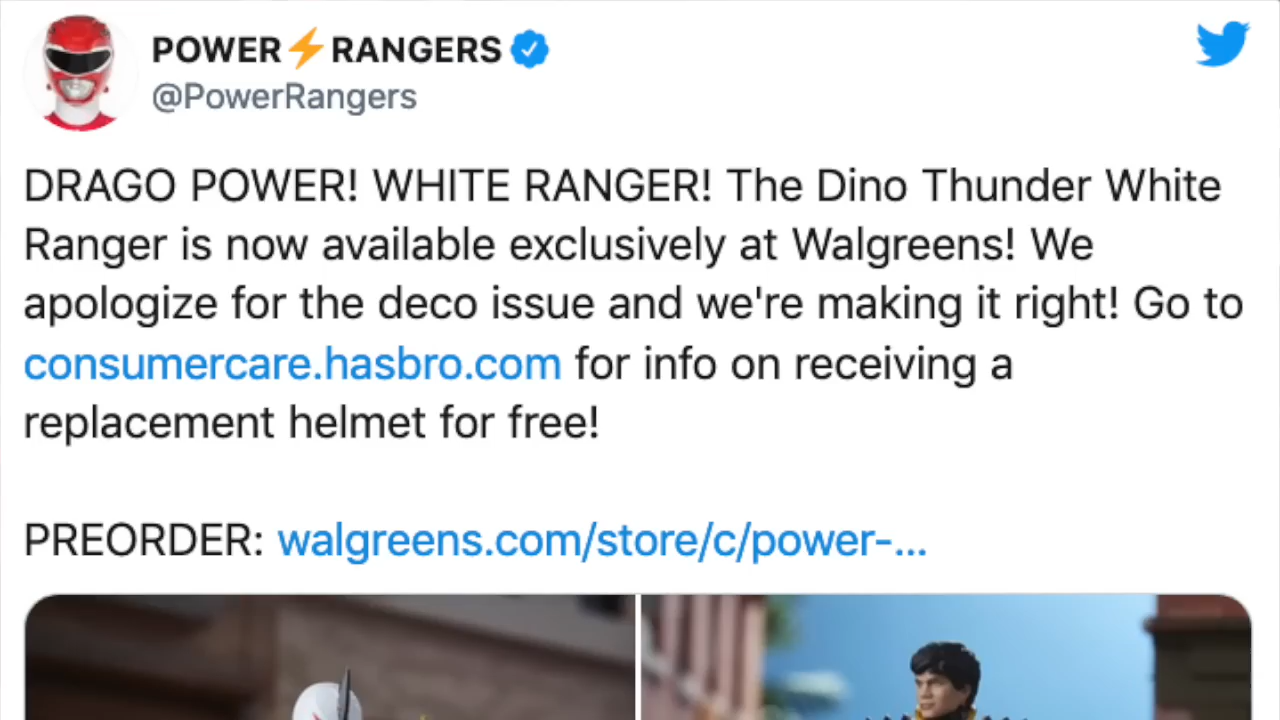 POWER⚡RANGERS
@PowerRangers
DRAGO POWER! WHITE RANGER! The Dino Thunder White
Ranger is now available exclusively at Walgreens! We
apologize for the deco issue and we're making it right! Go to
consumercare.hasbro.com for info on receiving a
replacement helmet for free!
PREORDER: walgreens.com/store/c/power-...